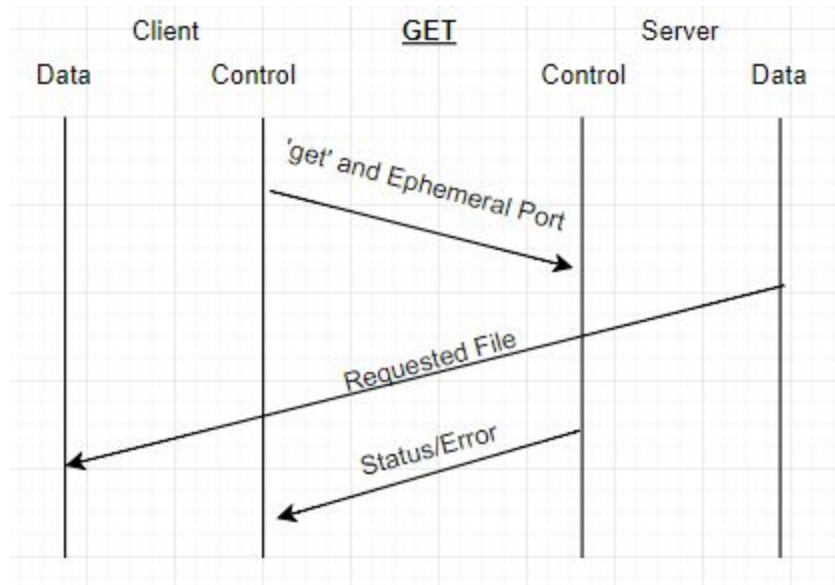 Client GET Server
Data Control Control Data
'get' and Ephemeral Port
Requested File
Status/Error